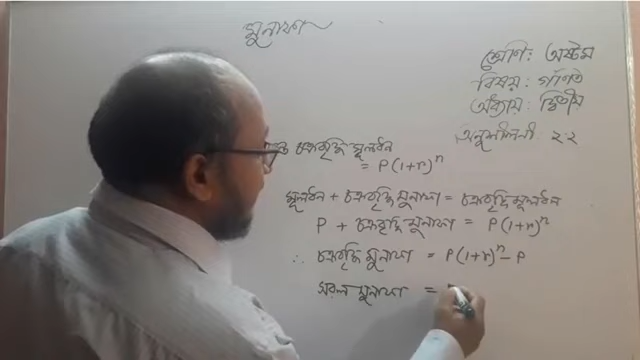 মুনাফা
শ্রেণি: অষ্টম
বিষয়: গণিত
অধ্যায়: দ্বিতীয়
অনুশীলনী: ২.২
চক্রবৃদ্ধি মূলধন
= P(1+r)^n
মূলধন + চক্রবৃদ্ধি মুনাফা = চক্রবৃদ্ধি মূলধন
P + চক্রবৃদ্ধি মুনাফা = P(1+r)^n
∴ চক্রবৃদ্ধি মুনাফা = P(1+r)^n - P
সরল মুনাফা =